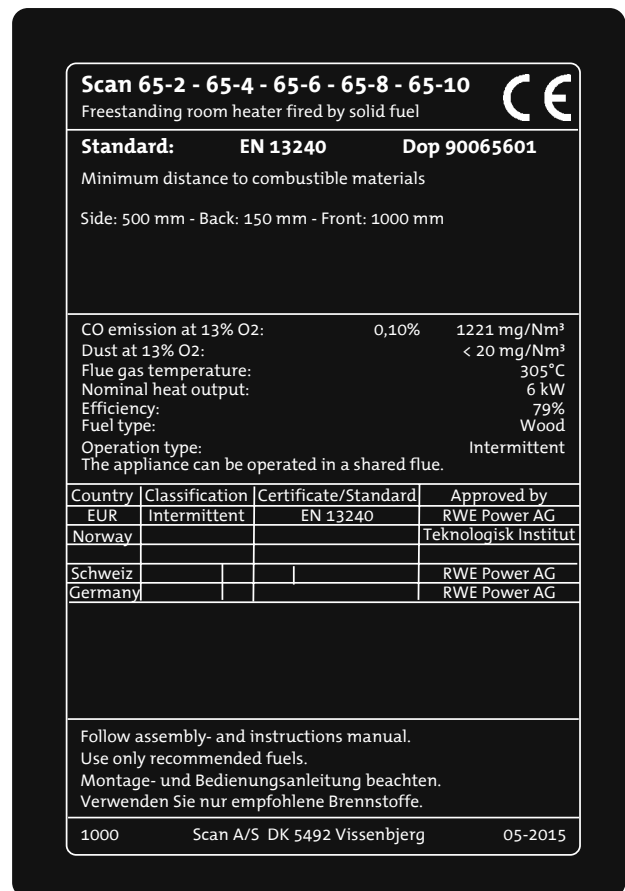 Scan 65-2 - 65-4 - 65-6 - 65-8 - 65-10
Freestanding room heater fired by solid fuel
CE
Standard: EN 13240 Dop 90065601
Minimum distance to combustible materials
Side: 500 mm - Back: 150 mm - Front: 1000 mm
CO emission at 13% O2: 0,10% 1221 mg/Nm³
Dust at 13% O2: < 20 mg/Nm³
Flue gas temperature: 305°C
Nominal heat output: 6 kW
Efficiency: 79%
Fuel type: Wood
Operation type: Intermittent
The appliance can be operated in a shared flue.
Country Classification Certificate/Standard Approved by
EUR Intermittent EN 13240 RWE Power AG
Norway Teknologisk Institut
Schweiz RWE Power AG
Germany RWE Power AG
Follow assembly- and instructions manual.
Use only recommended fuels.
Montage- und Bedienungsanleitung beachten.
Verwenden Sie nur empfohlene Brennstoffe.
1000 Scan A/S DK 5492 Vissenbjerg 05-2015